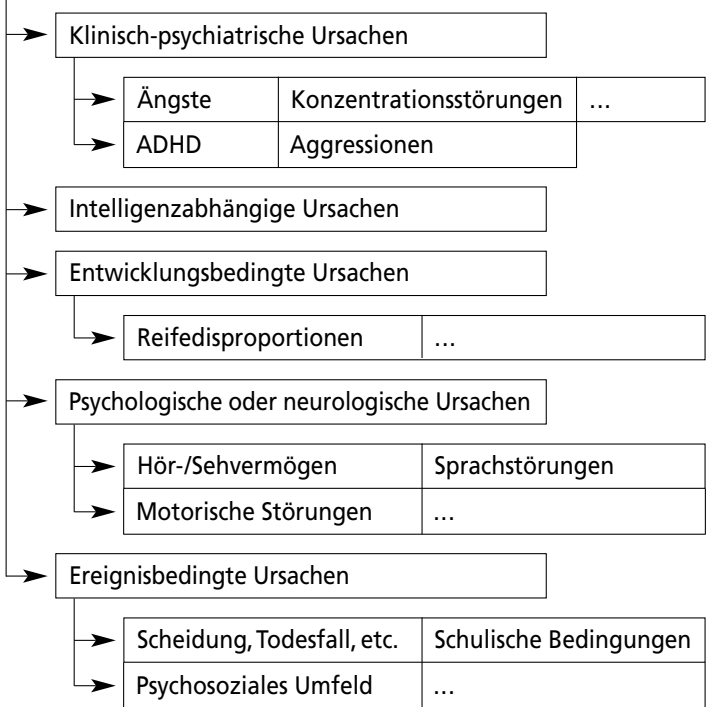 Klinisch-psychiatrische Ursachen
Ängste Konzentrationsstörungen ...
ADHD Aggressionen
Intelligenzabhängige Ursachen
Entwicklungsbedingte Ursachen
Reifedisproportionen ...
Psychologische oder neurologische Ursachen
Hör-/Sehvermögen Sprachstörungen
Motorische Störungen ...
Ereignisbedingte Ursachen
Scheidung, Todesfall, etc. Schulische Bedingungen
Psychosoziales Umfeld ...